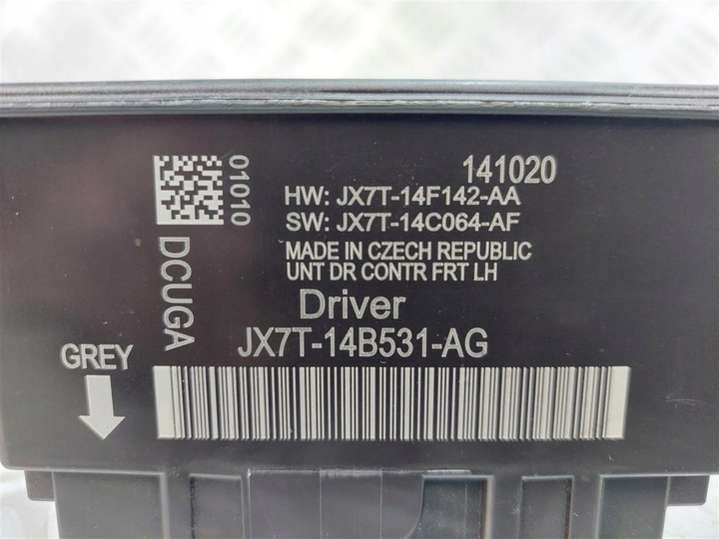 141020
01010
HW: JX7T-14F142-AA
SW: JX7T-14C064-AF
MADE IN CZECH REPUBLIC
UNT DR CONTR FRT LH
DCUGA
Driver
JX7T-14B531-AG
GREY